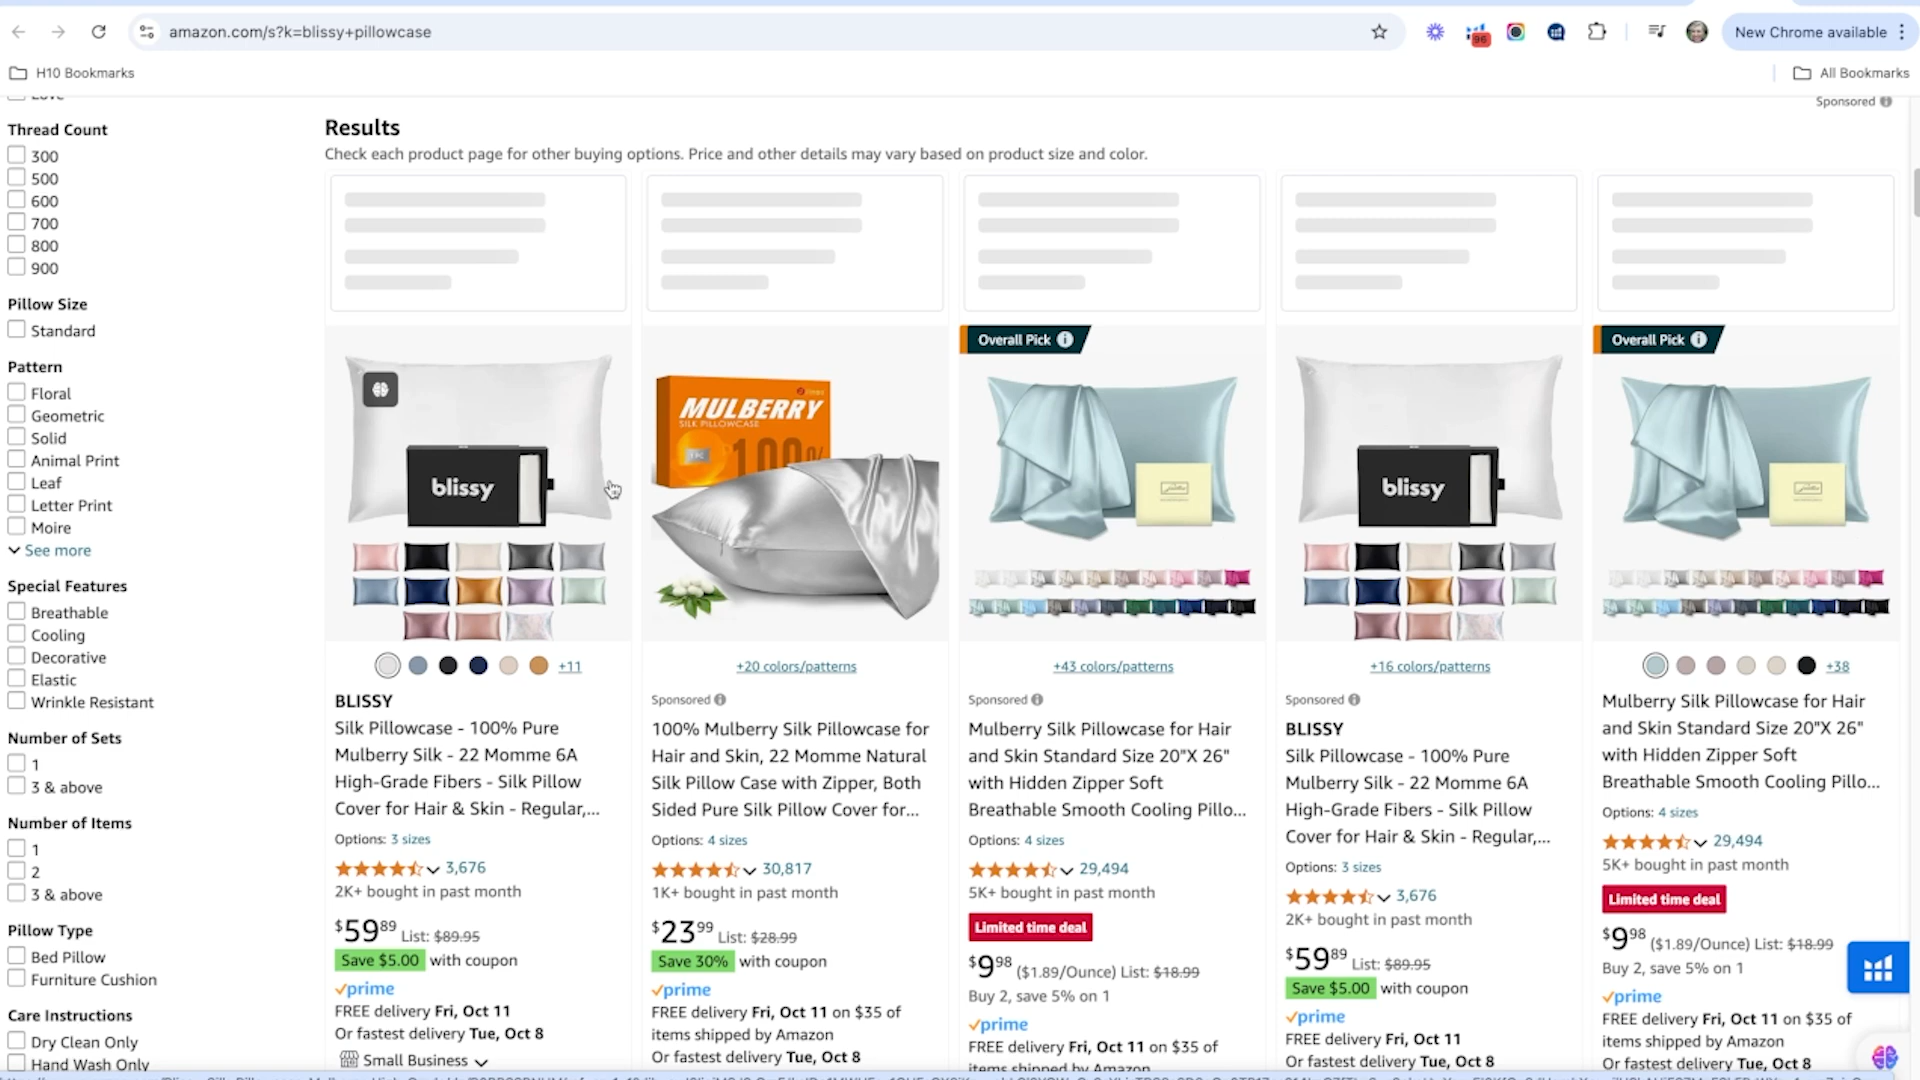 amazon.com/s?k=blissy+pillowcase
96
New Chrome available
H10 Bookmarks
All Bookmarks
Love
Sponsored
Thread Count
300
500
600
700
800
900
Pillow Size
Standard
Pattern
Floral
Geometric
Solid
Animal Print
Leaf
Letter Print
Moire
See more
Special Features
Breathable
Cooling
Decorative
Elastic
Wrinkle Resistant
Number of Sets
1
3 & above
Number of Items
1
2
3 & above
Pillow Type
Bed Pillow
Furniture Cushion
Care Instructions
Dry Clean Only
Hand Wash Only
Results
Check each product page for other buying options. Price and other details may vary based on product size and color.
blissy
+11
BLISSY
Silk Pillowcase - 100% Pure
Mulberry Silk - 22 Momme 6A
High-Grade Fibers - Silk Pillow
Cover for Hair & Skin - Regular,...
Options: 3 sizes
3,676
2K+ bought in past month
$59 89 List: $89.95
Save $5.00 with coupon
prime
FREE delivery Fri, Oct 11
Or fastest delivery Tue, Oct 8
Small Business
MULBERRY
SILK PILLOWCASE
100%
+20 colors/patterns
Sponsored
100% Mulberry Silk Pillowcase for
Hair and Skin, 22 Momme Natural
Silk Pillow Case with Zipper, Both
Sided Pure Silk Pillow Cover for...
Options: 4 sizes
30,817
1K+ bought in past month
$23 99 List: $28.99
Save 30% with coupon
prime
FREE delivery Fri, Oct 11 on $35 of
items shipped by Amazon
Or fastest delivery Tue, Oct 8
Overall Pick
+43 colors/patterns
Sponsored
Mulberry Silk Pillowcase for Hair
and Skin Standard Size 20"X 26"
with Hidden Zipper Soft
Breathable Smooth Cooling Pillo...
Options: 4 sizes
29,494
5K+ bought in past month
Limited time deal
$9 98 ($1.89/Ounce) List: $18.99
Buy 2, save 5% on 1
prime
FREE delivery Fri, Oct 11 on $35 of
items shipped by Amazon
blissy
+16 colors/patterns
Sponsored
BLISSY
Silk Pillowcase - 100% Pure
Mulberry Silk - 22 Momme 6A
High-Grade Fibers - Silk Pillow
Cover for Hair & Skin - Regular,...
Options: 3 sizes
3,676
2K+ bought in past month
$59 89 List: $89.95
Save $5.00 with coupon
prime
FREE delivery Fri, Oct 11
Or fastest delivery Tue, Oct 8
Overall Pick
+38
Mulberry Silk Pillowcase for Hair
and Skin Standard Size 20"X 26"
with Hidden Zipper Soft
Breathable Smooth Cooling Pillo...
Options: 4 sizes
29,494
5K+ bought in past month
Limited time deal
$9 98 ($1.89/Ounce) List: $18.99
Buy 2, save 5% on 1
prime
FREE delivery Fri, Oct 11 on $35 of
items shipped by Amazon
Or fastest delivery Tue, Oct 8